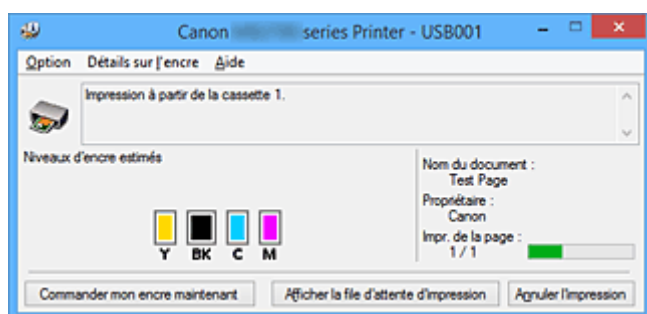 Canon series Printer - USB001
Option Détails sur l'encre Aide
Impression à partir de la cassette 1.
Niveaux d'encre estimés
Y BK C M
Nom du document :
Test Page
Propriétaire :
Canon
Impr. de la page :
1 / 1
Commander mon encre maintenant Afficher la file d'attente d'impression Annuler l'impression